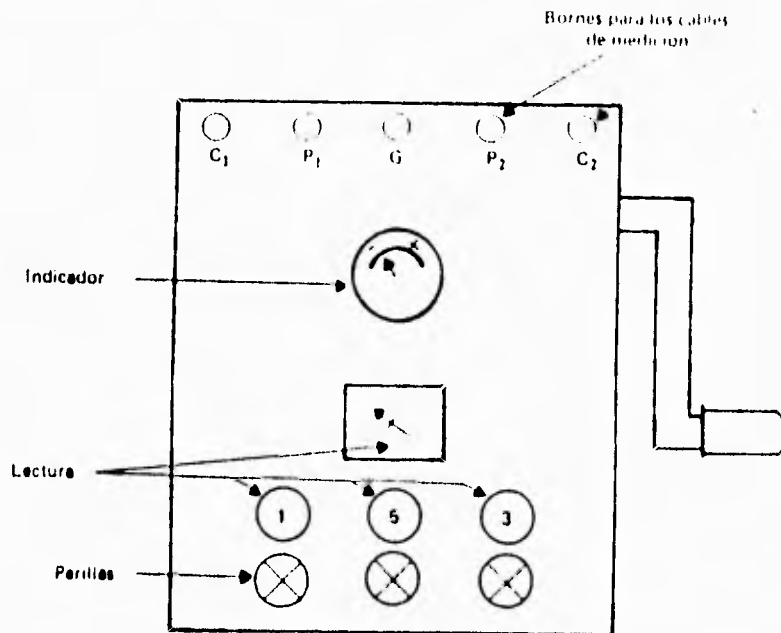 Bornes para los cables
de medicion
C1 P1 G P2 C2
- +
Indicador
Lectura
1 5 3
Perillas